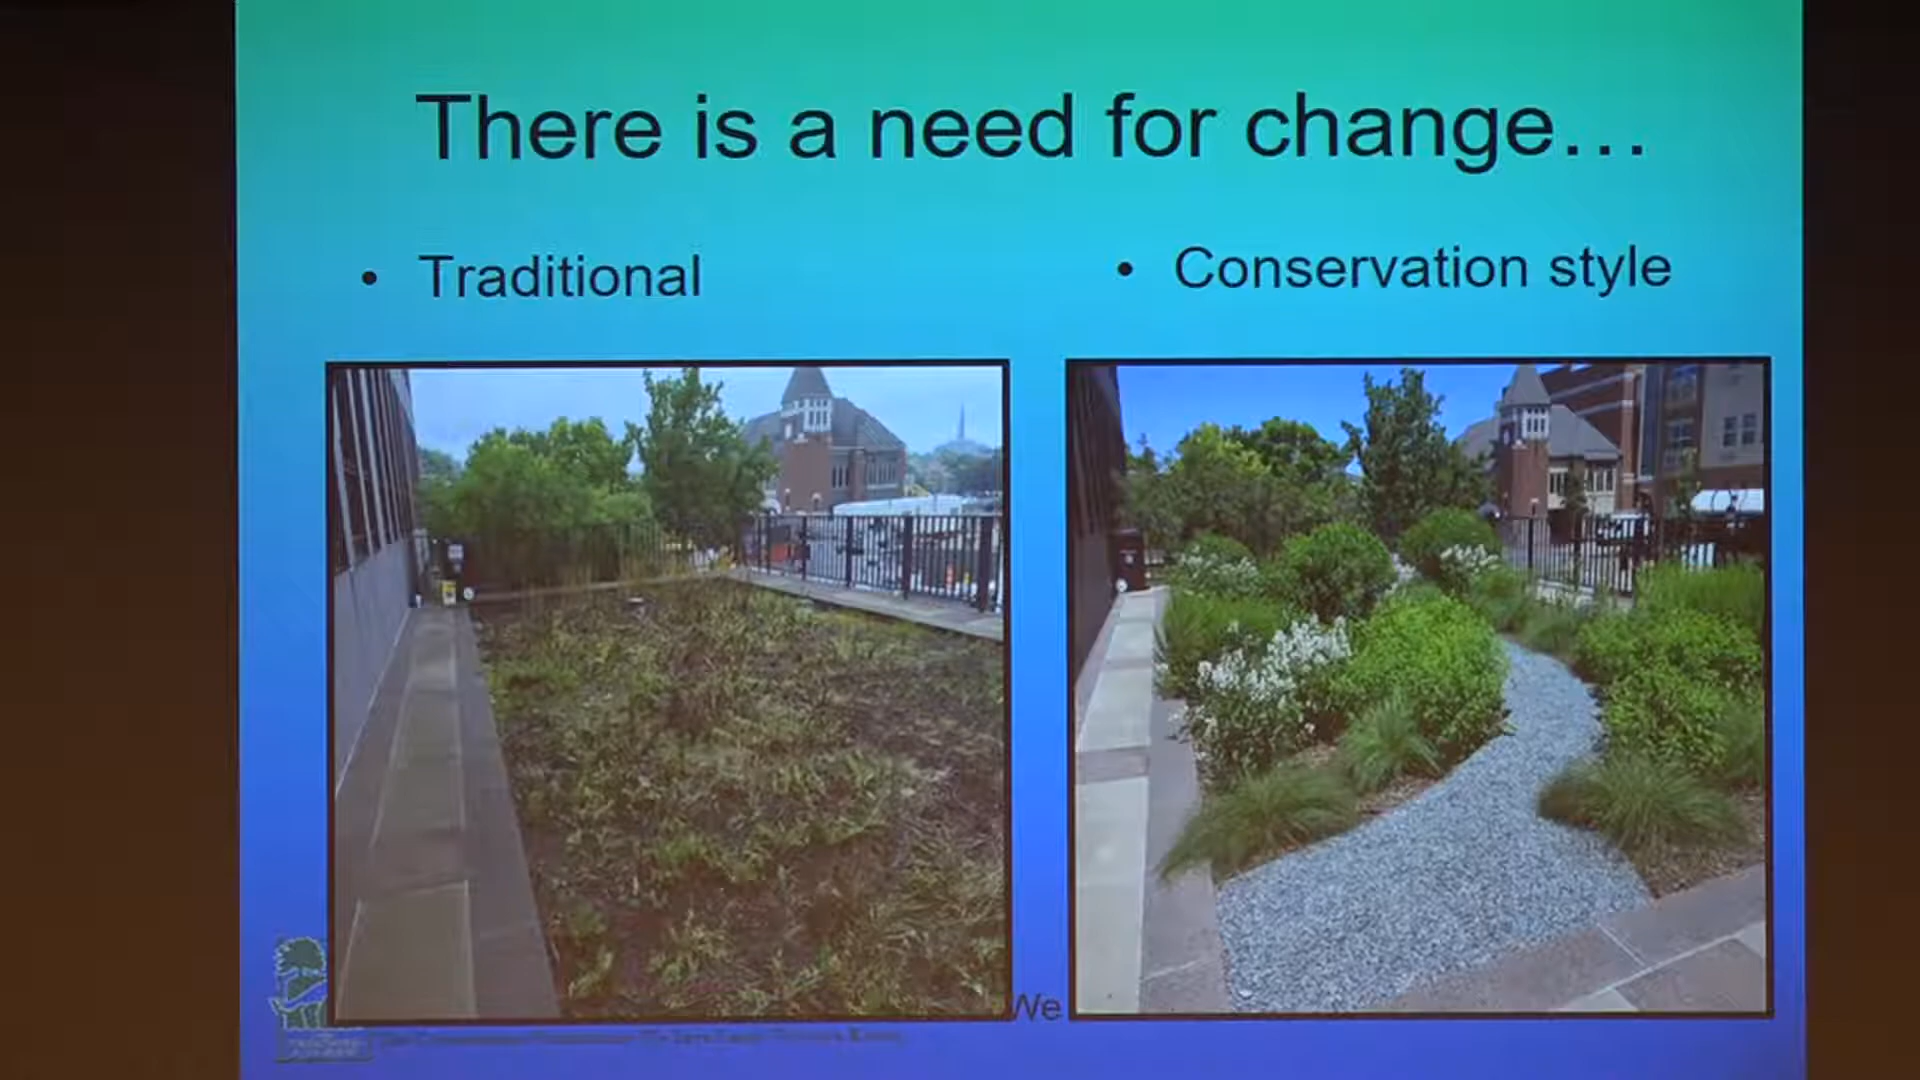 There is a need for change...
• Traditional
• Conservation style
We